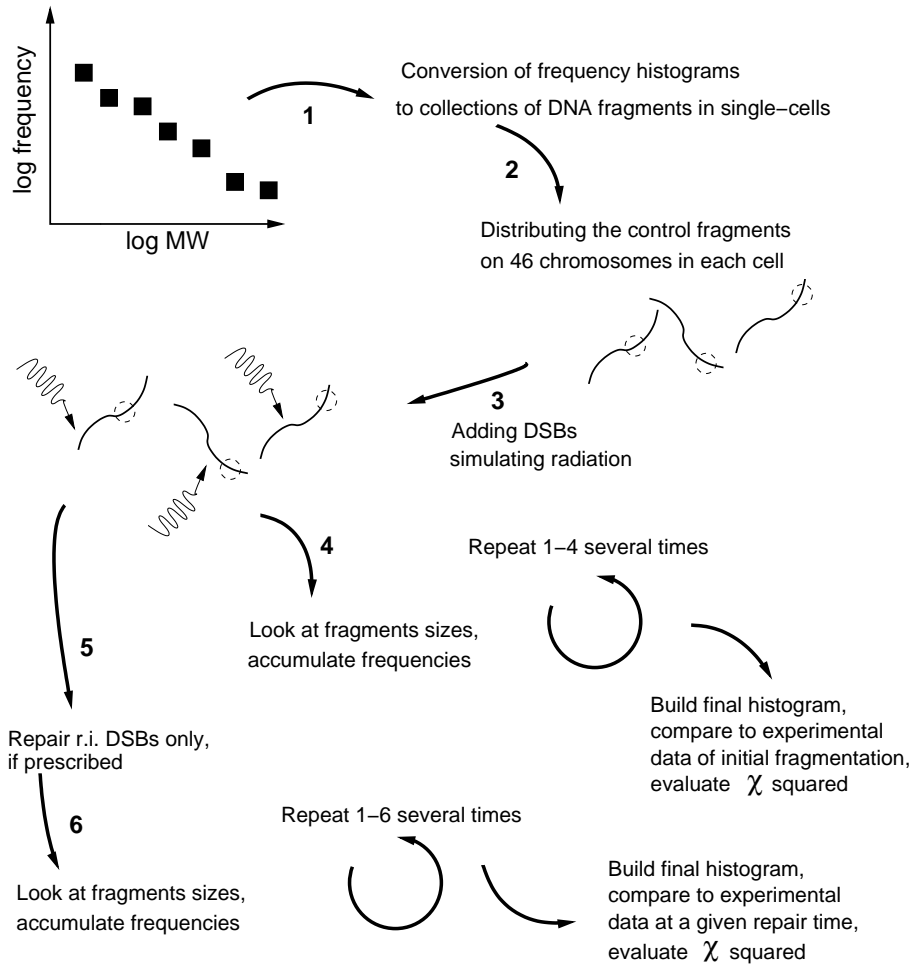 log frequency
log MW
1
Conversion of frequency histograms
to collections of DNA fragments in single−cells
2
Distributing the control fragments
on 46 chromosomes in each cell
3
Adding DSBs
simulating radiation
4
Look at fragments sizes,
accumulate frequencies
Repeat 1−4 several times
Build final histogram,
compare to experimental
data of initial fragmentation,
evaluate χ squared
5
Repair r.i. DSBs only,
if prescribed
6
Look at fragments sizes,
accumulate frequencies
Repeat 1−6 several times
Build final histogram,
compare to experimental
data at a given repair time,
evaluate χ squared